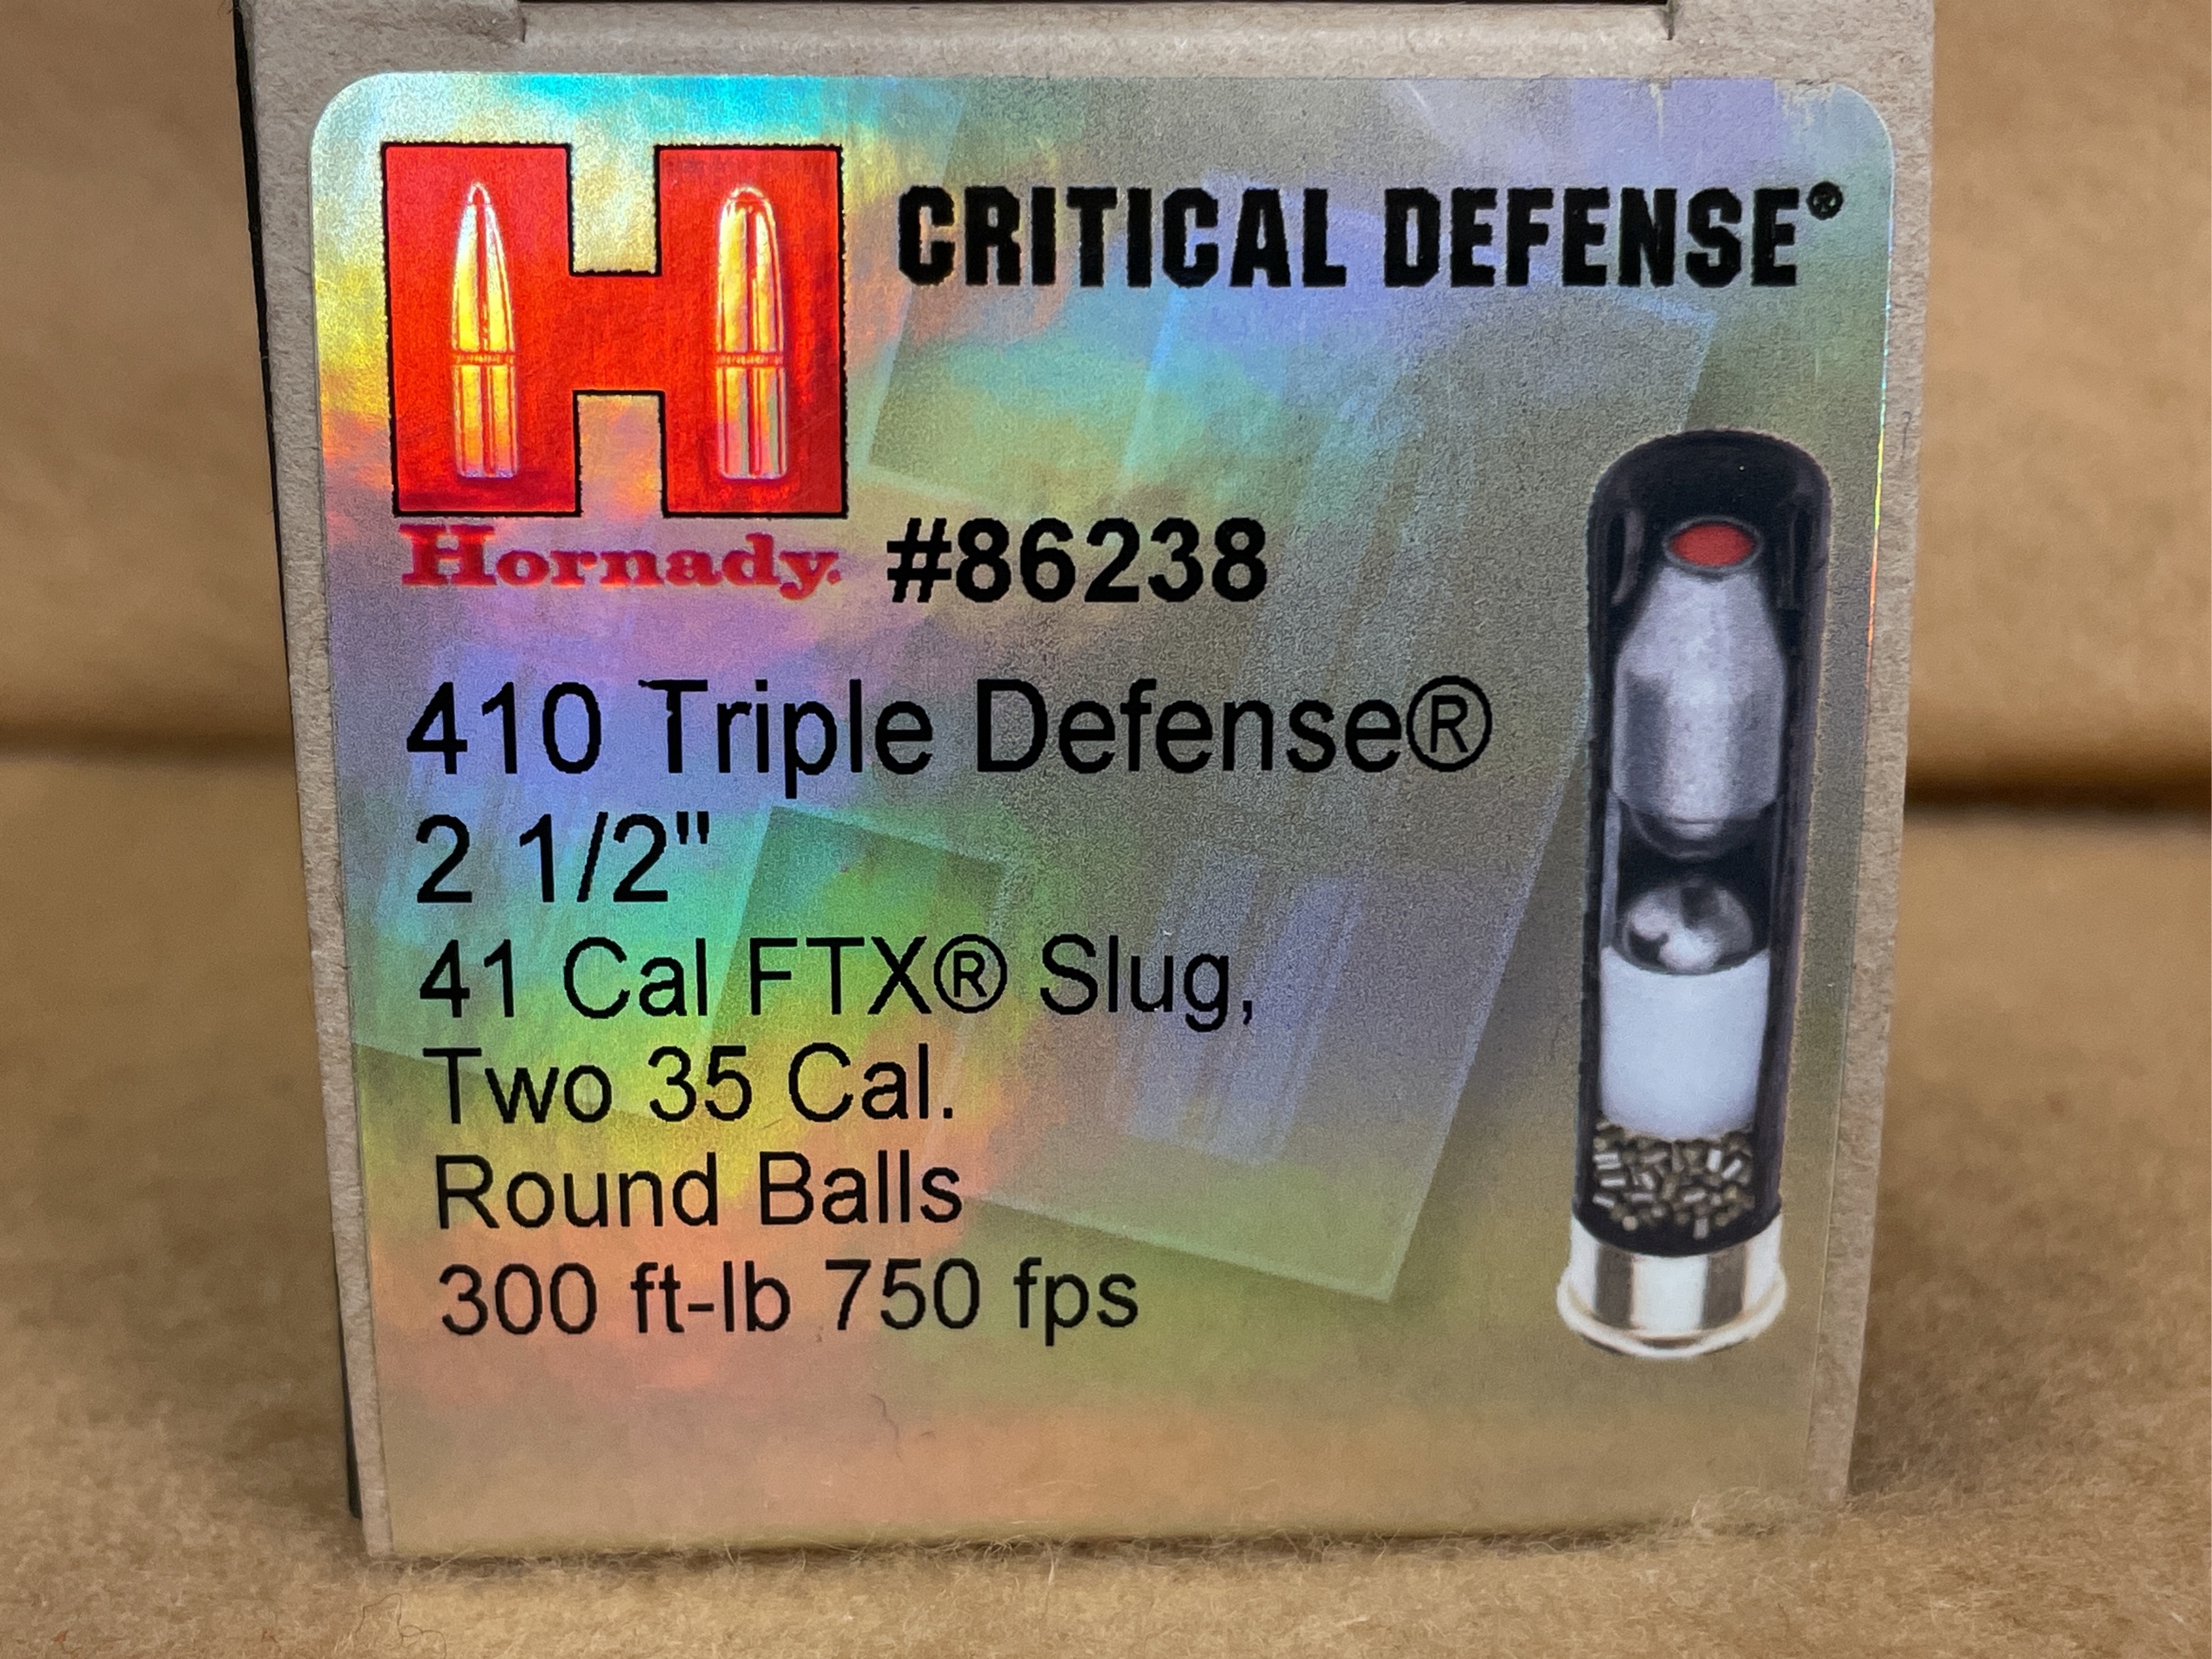 CRITICAL DEFENSE®
Hornady.
#86238
410 Triple Defense®
2 1/2"
41 Cal FTX® Slug,
Two 35 Cal.
Round Balls
300 ft-lb 750 fps